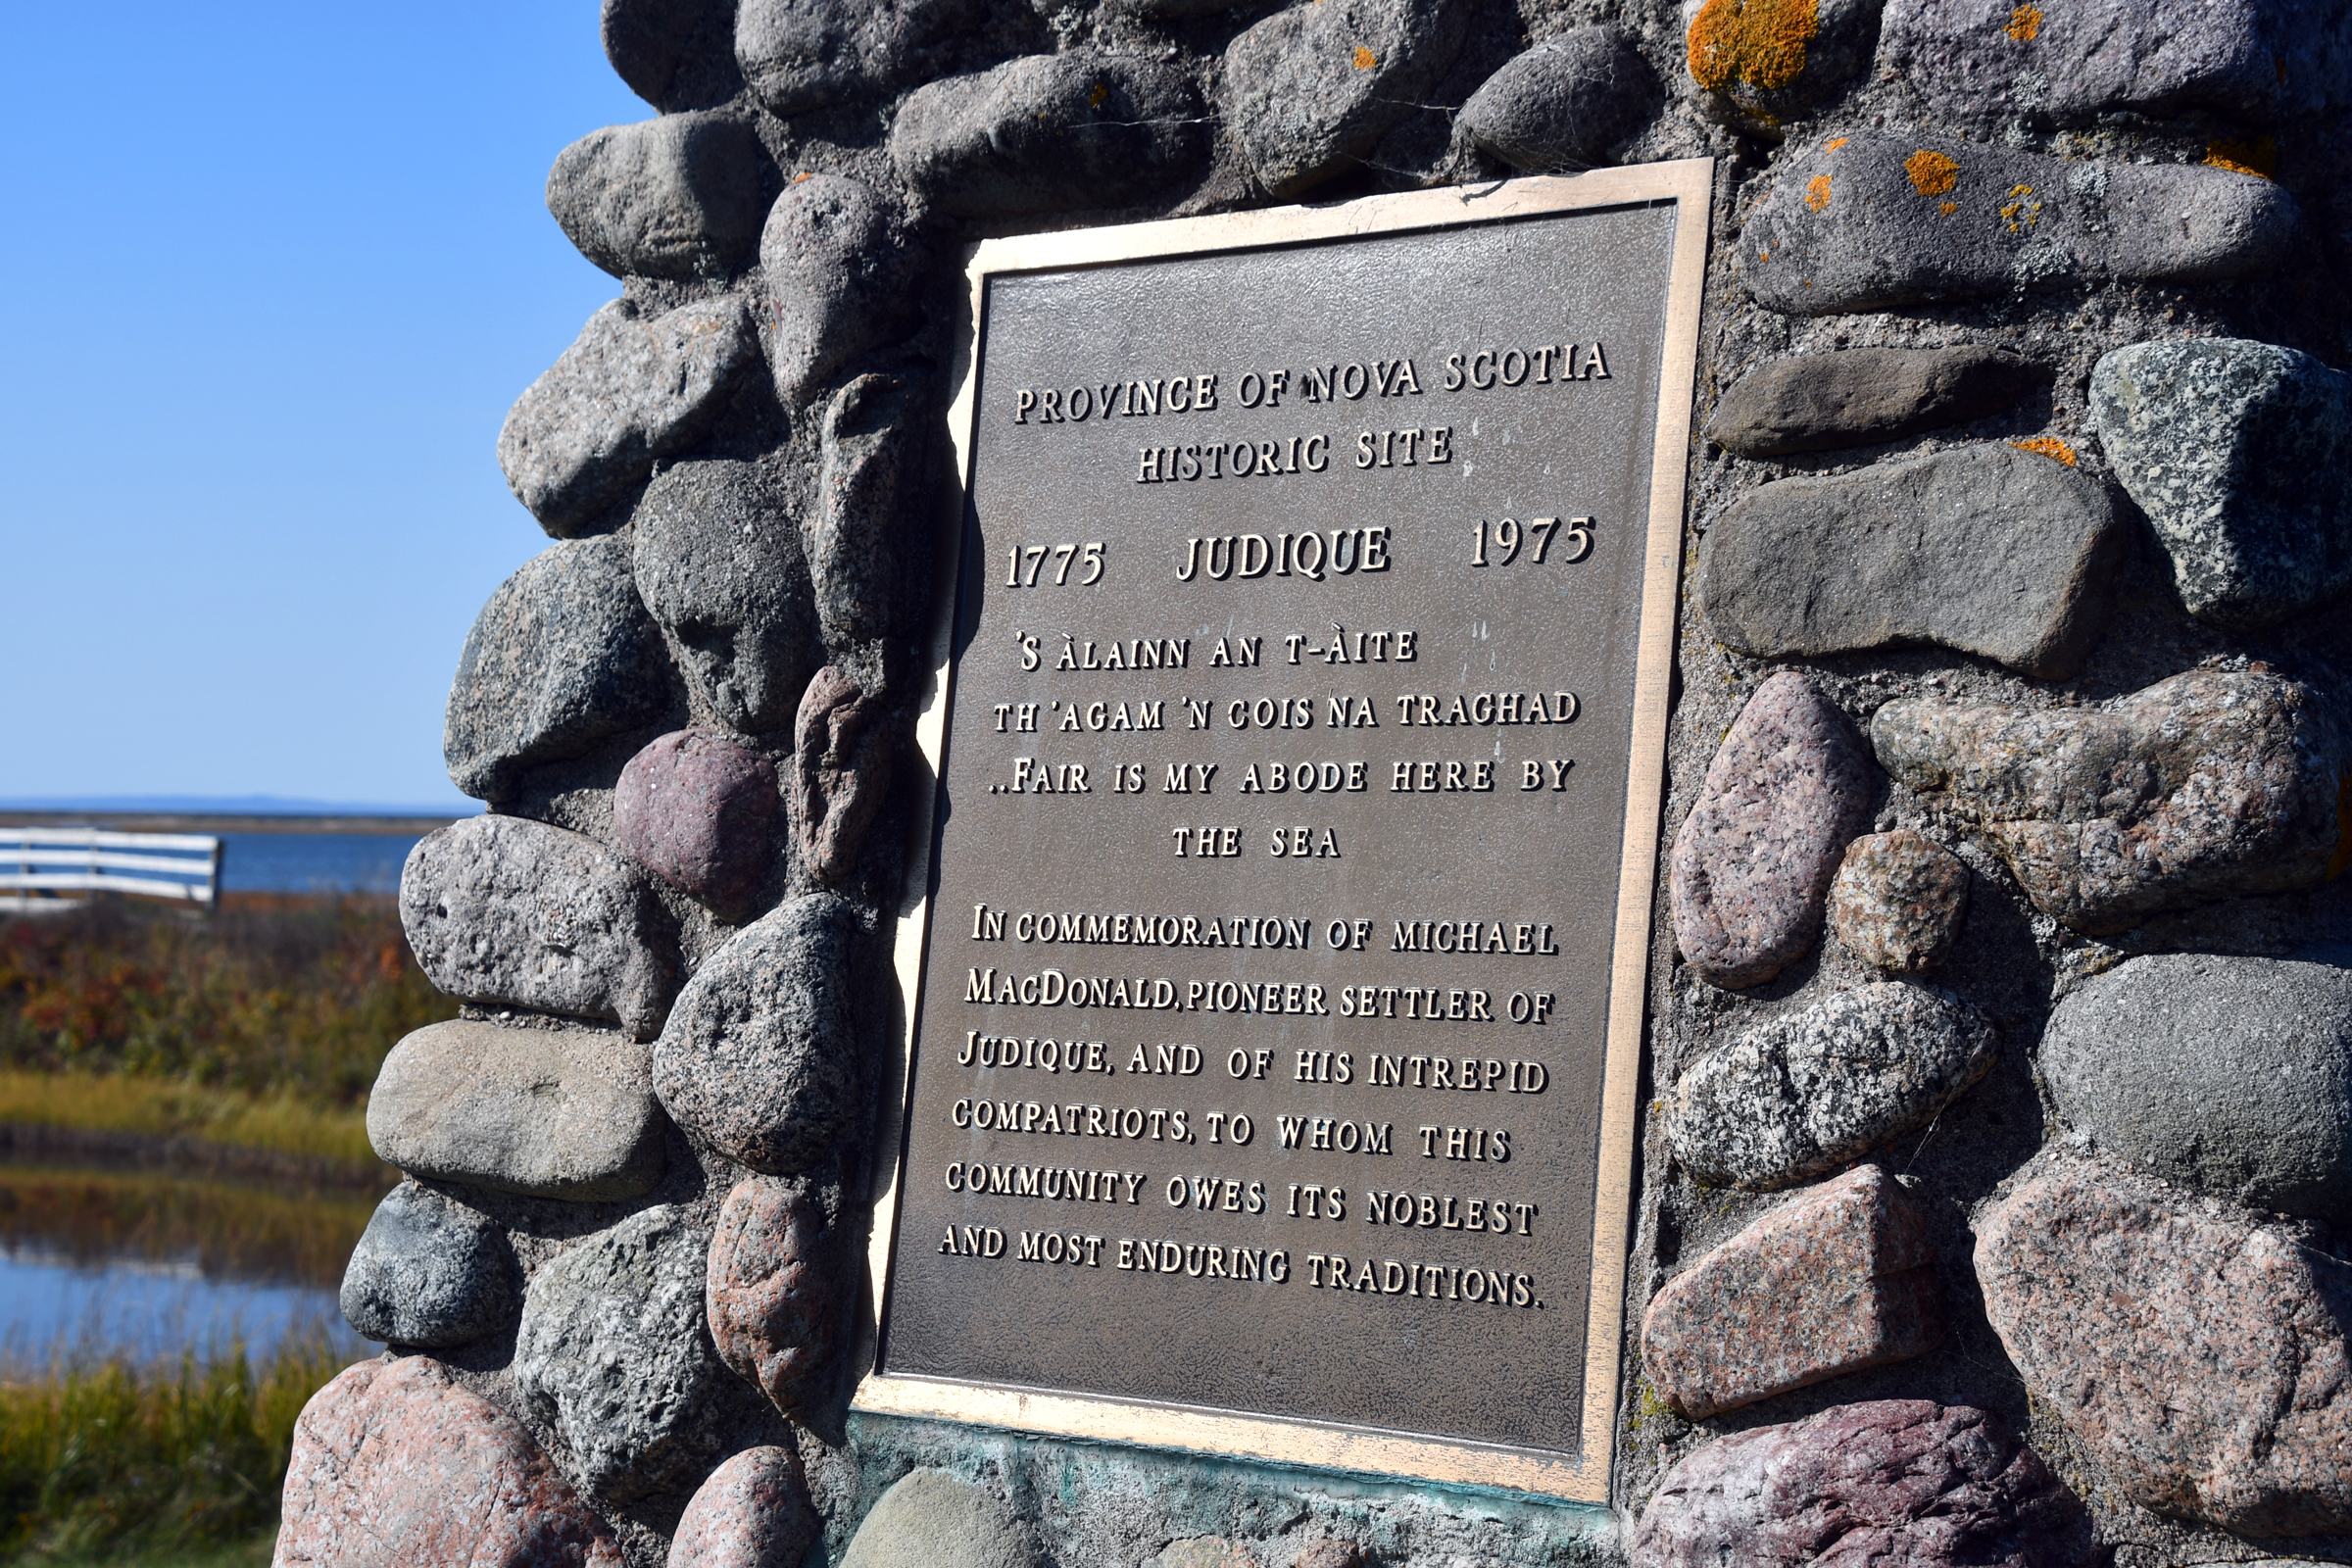 PROVINCE OF NOVA SCOTIA
HISTORIC SITE
1775 JUDIQUE 1975
'S ÀLAINN AN T-ÀITE
TH 'AGAM 'N COIS NA TRAGHAD
..FAIR IS MY ABODE HERE BY
THE SEA
IN COMMEMORATION OF MICHAEL
MACDONALD, PIONEER SETTLER OF
JUDIQUE, AND OF HIS INTREPID
COMPATRIOTS, TO WHOM THIS
COMMUNITY OWES ITS NOBLEST
AND MOST ENDURING TRADITIONS.